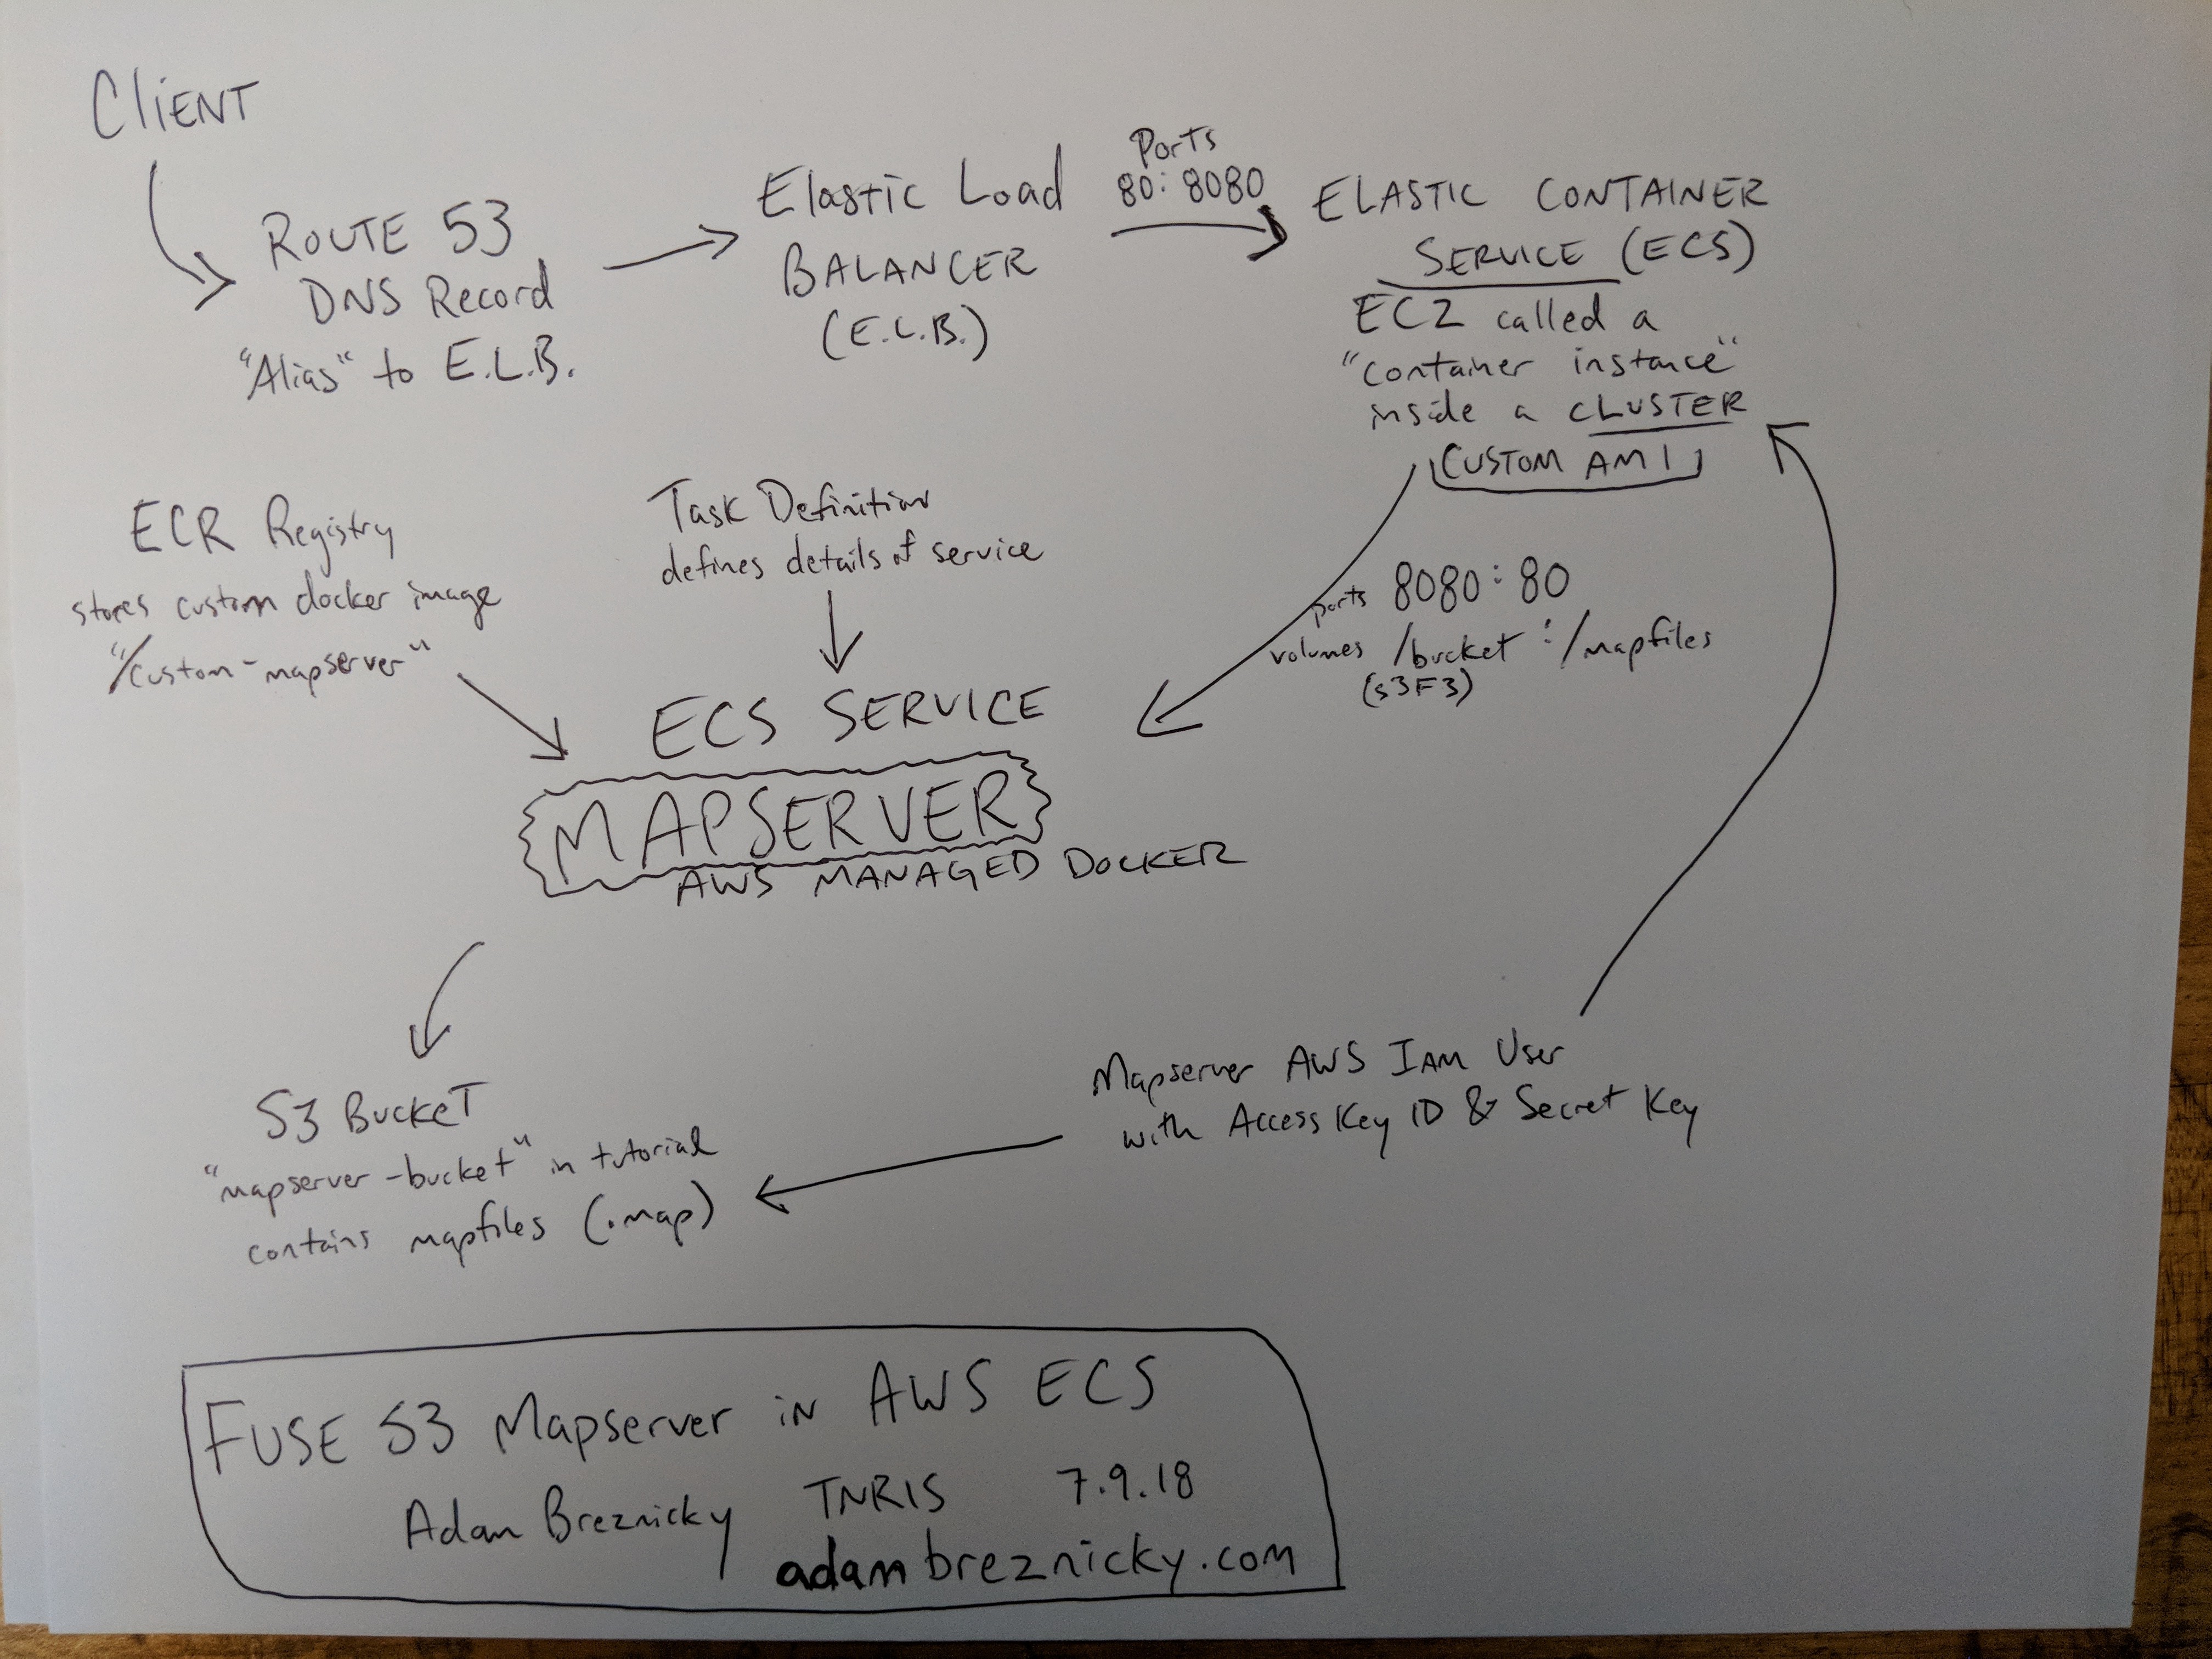 Client
ROUTE 53
DNS Record
"Alias" to E.L.B.
Elastic Load
BALANCER
(E.L.B.)
Ports
80:8080
ELASTIC CONTAINER
SERVICE (ECS)
EC2 called a
"container instance"
inside a CLUSTER
CUSTOM AMI
ECR Registry
stores custom docker image
"/custom-mapserver"
Task Definition
defines details of service
ports 8080:80
volumes /bucket:/mapfiles
(s3F3)
ECS SERVICE
MAPSERVER
AWS MANAGED DOCKER
S3 Bucket
"mapserver-bucket" in tutorial
contains mapfiles (.map)
Mapserver AWS IAM User
with Access Key ID & Secret Key
FUSE S3 Mapserver in AWS ECS
Adam Breznicky TNRIS 7.9.18
adambreznicky.com